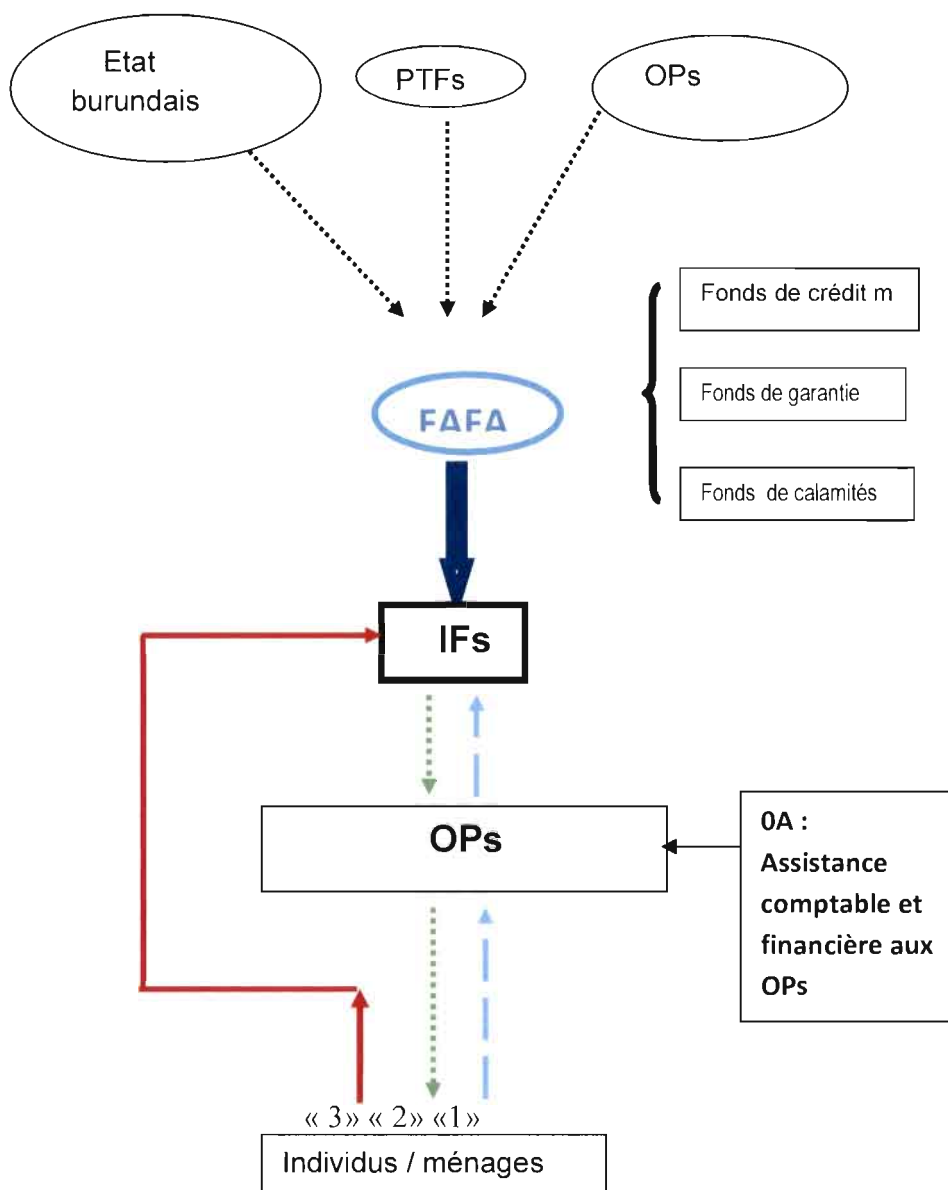 Etat
burundais
PTFs
OPs
Fonds de crédit m
FAFA
Fonds de garantie
Fonds de calamités
IFs
OPs
0A :
Assistance
comptable et
financière aux
OPs
« 3» « 2» «1»
Individus / ménages